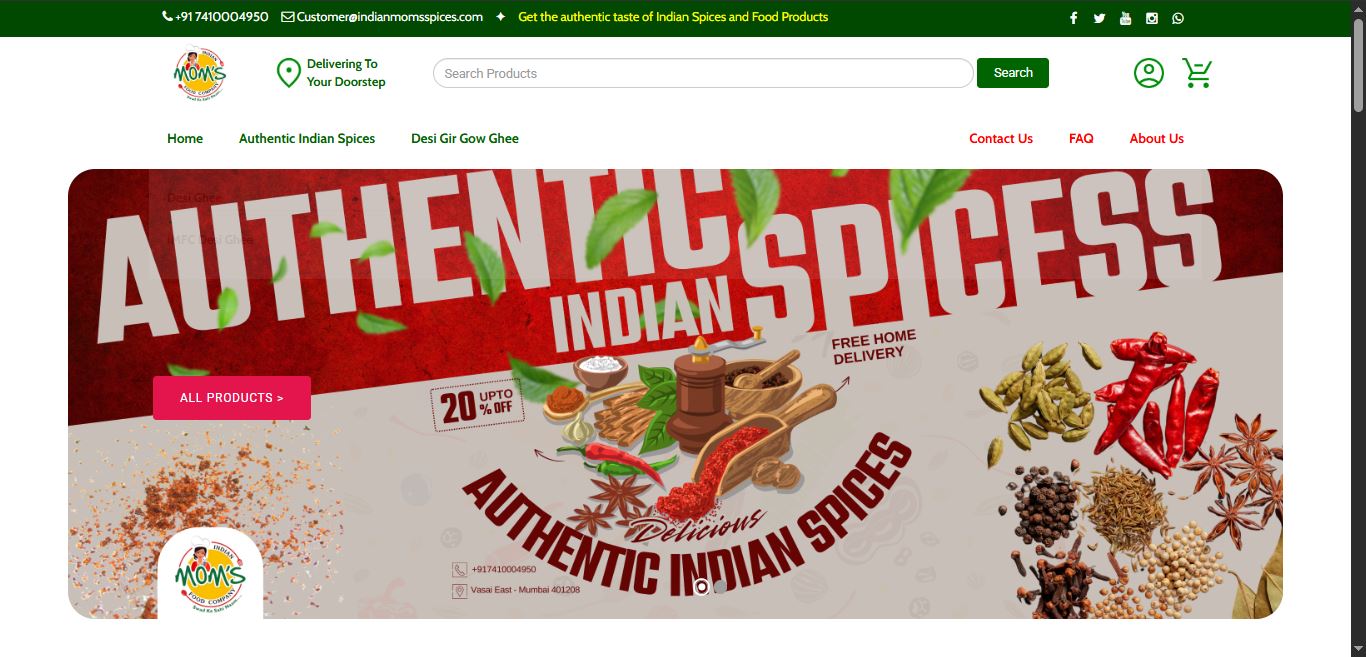 +91 7410004950 Customer@indianmomsspices.com ✦ Get the authentic taste of Indian Spices and Food Products
INDIAN
MOM'S
FOOD COMPANY
Delivering To
Your Doorstep
Search Products
Search
Home Authentic Indian Spices Desi Gir Gow Ghee Contact Us FAQ About Us
Desi Ghee
IMFC Desi Ghee
AUTHENTIC
INDIAN
SPICESS
FREE HOME
DELIVERY
20 UPTO
% OFF
ALL PRODUCTS >
Delicious
AUTHENTIC INDIAN SPICES
+917410004950
Vasai East - Mumbai 401208
INDIAN
MOM'S
FOOD COMPANY